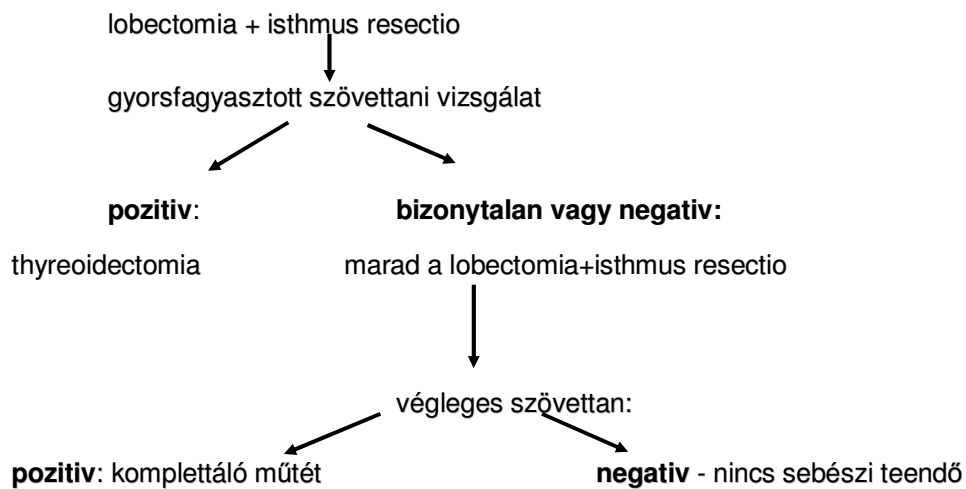 lobectomia + isthmus resectio
gyorsfagyasztott szövettani vizsgálat
pozitiv: bizonytalan vagy negativ:
thyreoidectomia marad a lobectomia+isthmus resectio
végleges szövettan:
pozitiv: komplettáló műtét negativ - nincs sebészi teendő